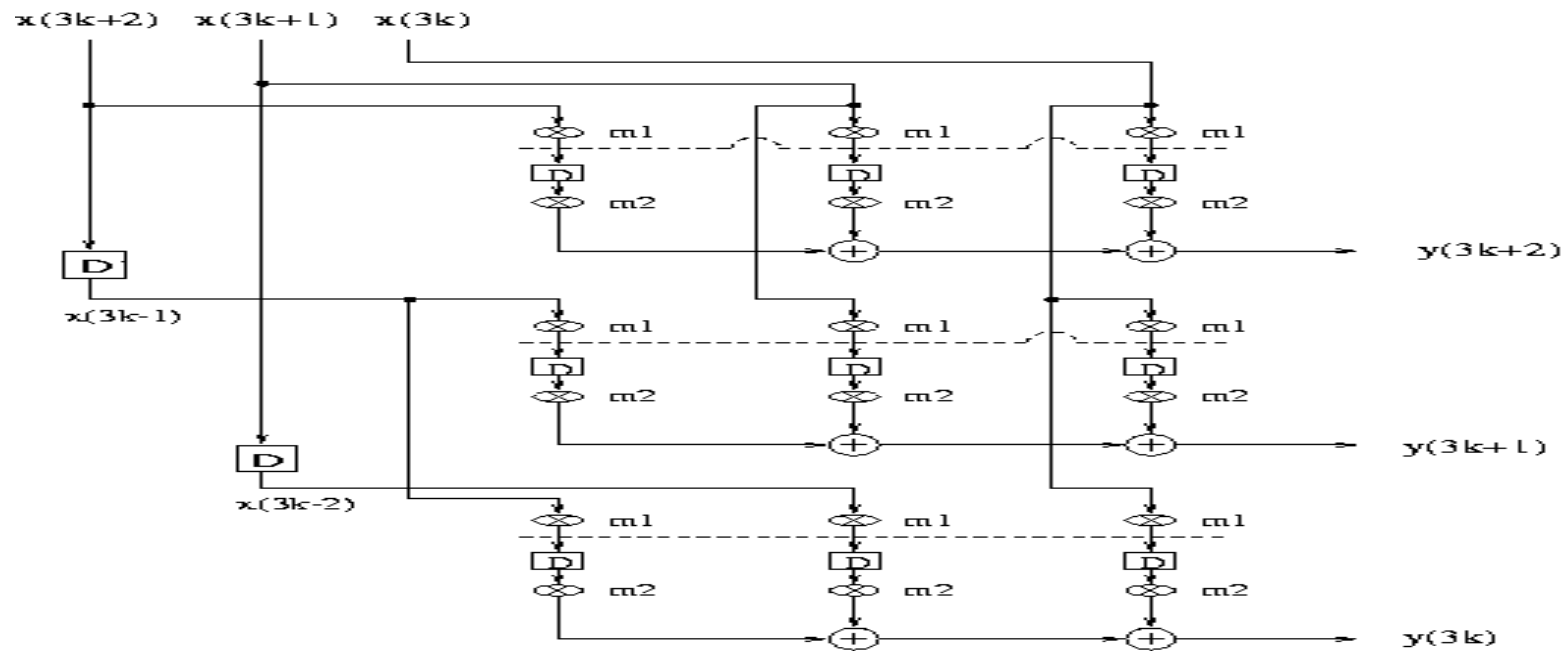 x(3k+2) x(3k+1) x(3k)
m1 m1 m1
D D D
m2 m2 m2
+ + y(3k+2)
D
x(3k-1)
m1 m1 m1
D D D
m2 m2 m2
+ + y(3k+1)
D
x(3k-2)
m1 m1 m1
D D D
m2 m2 m2
+ + y(3k)